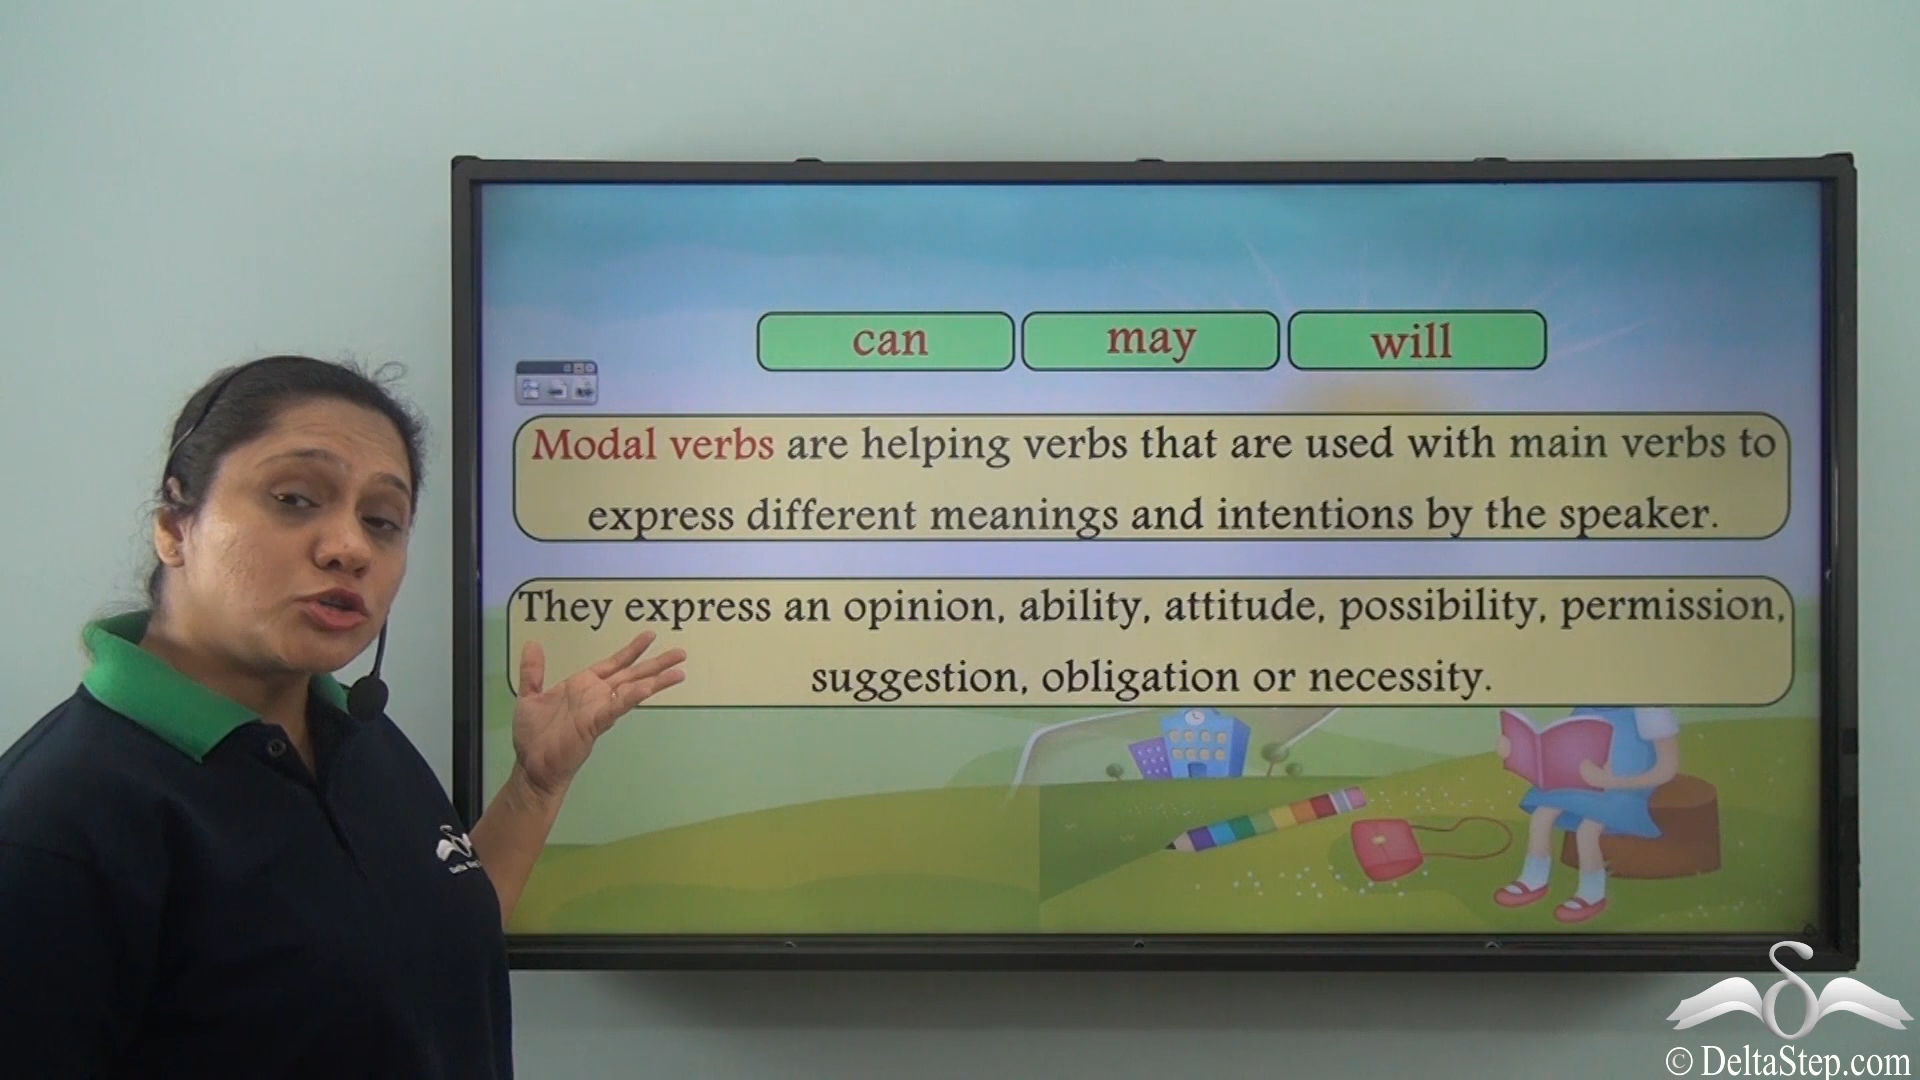 can may will
Modal verbs are helping verbs that are used with main verbs to
express different meanings and intentions by the speaker.
They express an opinion, ability, attitude, possibility, permission,
suggestion, obligation or necessity.
© DeltaStep.com